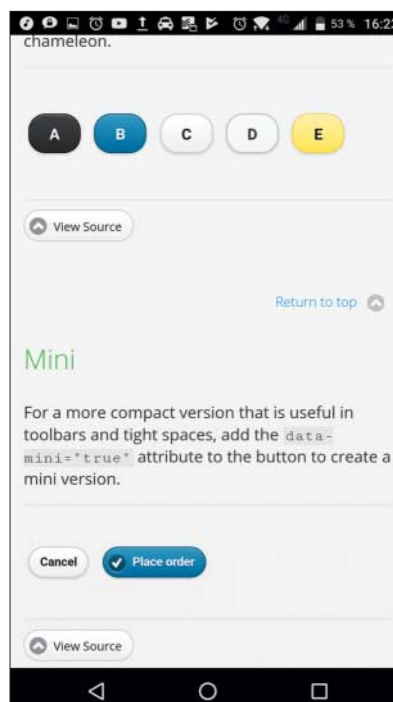 4G 53 % 16:23
chameleon.
A B C D E
View Source
Return to top
Mini
For a more compact version that is useful in
toolbars and tight spaces, add the data-
mini="true" attribute to the button to create a
mini version.
Cancel Place order
View Source